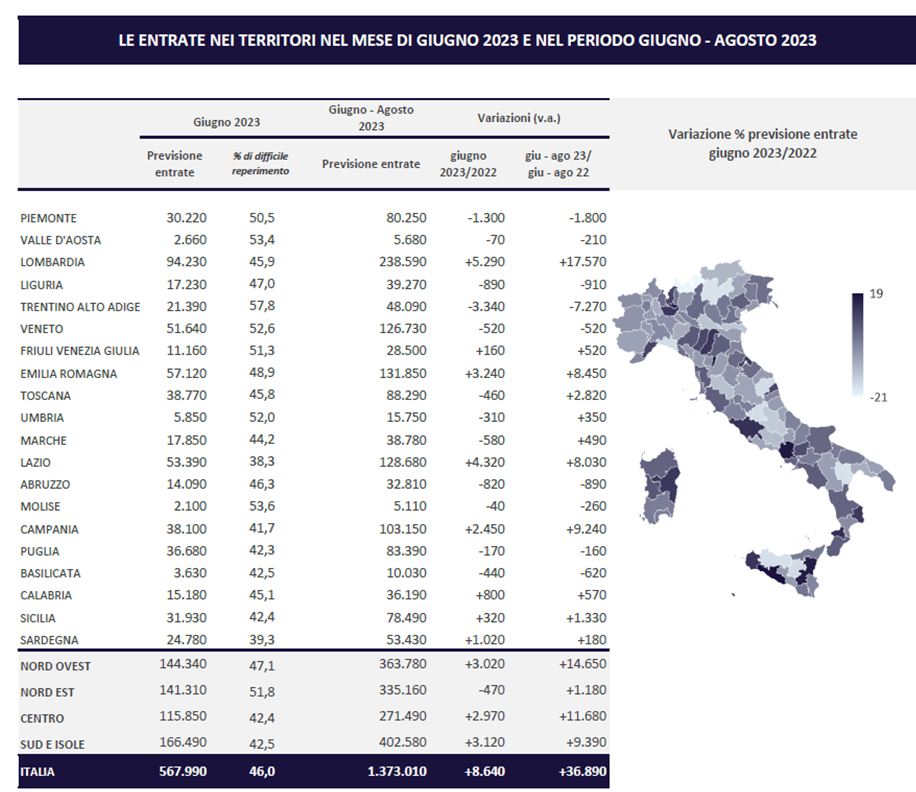 LE ENTRATE NEI TERRITORI NEL MESE DI GIUGNO 2023 E NEL PERIODO GIUGNO - AGOSTO 2023
Giugno 2023 Giugno - Agosto 2023 Variazioni (v.a.)
Previsione entrate % di difficile reperimento Previsione entrate giugno 2023/2022 giu - ago 23/ giu - ago 22
Variazione % previsione entrate
giugno 2023/2022
PIEMONTE 30.220 50,5 80.250 -1.300 -1.800
VALLE D'AOSTA 2.660 53,4 5.680 -70 -210
LOMBARDIA 94.230 45,9 238.590 +5.290 +17.570
LIGURIA 17.230 47,0 39.270 -890 -910
TRENTINO ALTO ADIGE 21.390 57,8 48.090 -3.340 -7.270
VENETO 51.640 52,6 126.730 -520 -520
FRIULI VENEZIA GIULIA 11.160 51,3 28.500 +160 +520
EMILIA ROMAGNA 57.120 48,9 131.850 +3.240 +8.450
TOSCANA 38.770 45,8 88.290 -460 +2.820
UMBRIA 5.850 52,0 15.750 -310 +350
MARCHE 17.850 44,2 38.780 -580 +490
LAZIO 53.390 38,3 128.680 +4.320 +8.030
ABRUZZO 14.090 46,3 32.810 -820 -890
MOLISE 2.100 53,6 5.110 -40 -260
CAMPANIA 38.100 41,7 103.150 +2.450 +9.240
PUGLIA 36.680 42,3 83.390 -170 -160
BASILICATA 3.630 42,5 10.030 -440 -620
CALABRIA 15.180 45,1 36.190 +800 +570
SICILIA 31.930 42,4 78.490 +320 +1.330
SARDEGNA 24.780 39,3 53.430 +1.020 +180
NORD OVEST 144.340 47,1 363.780 +3.020 +14.650
NORD EST 141.310 51,8 335.160 -470 +1.180
CENTRO 115.850 42,4 271.490 +2.970 +11.680
SUD E ISOLE 166.490 42,5 402.580 +3.120 +9.390
ITALIA 567.990 46,0 1.373.010 +8.640 +36.890
19
-21